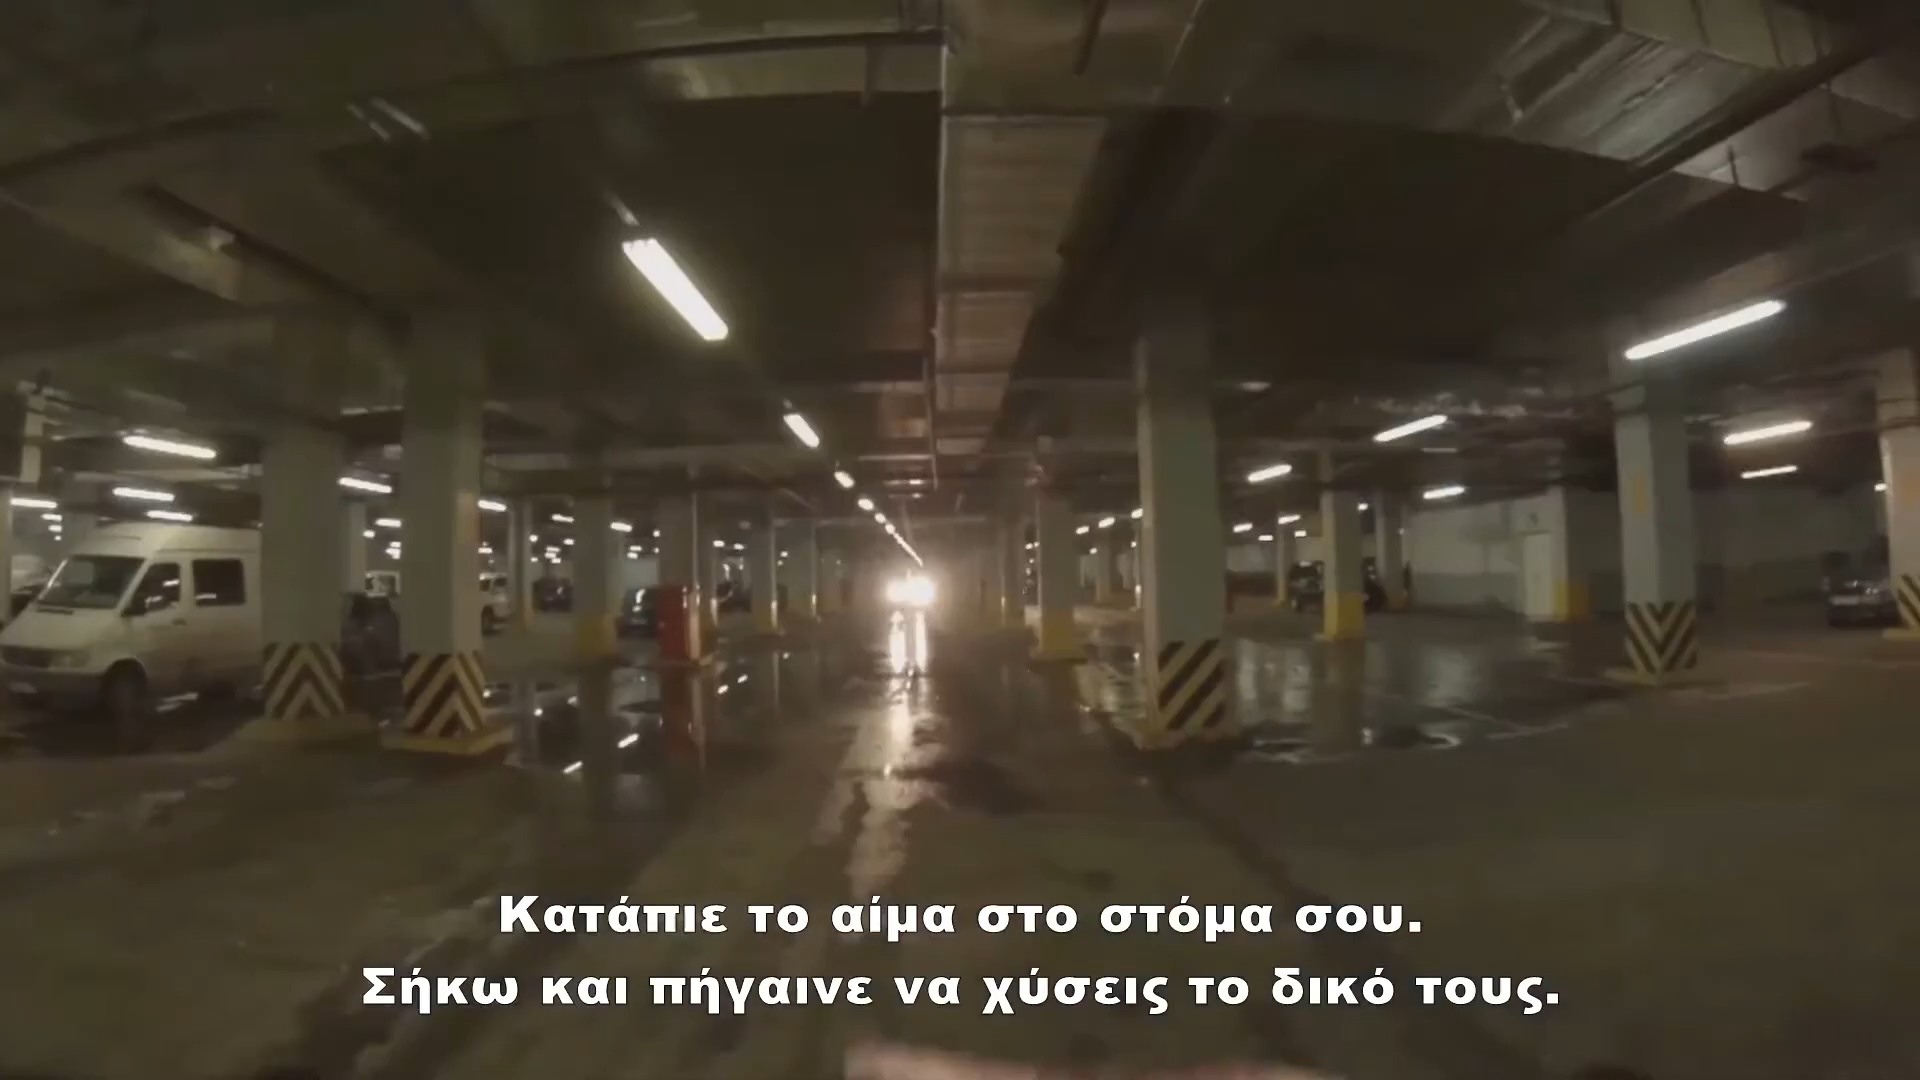 Κατάπιε το αίμα στο στόμα σου.
Σήκω και πήγαινε να χύσεις το δικό τους.